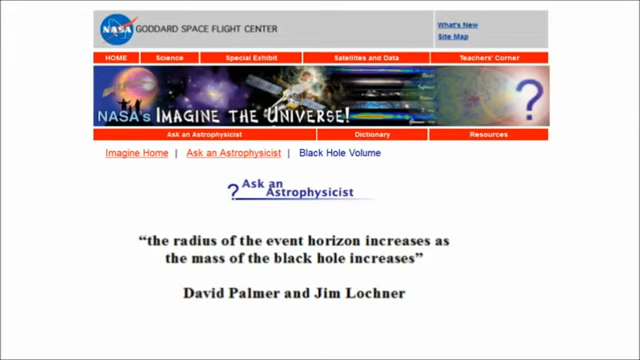 NASA GODDARD SPACE FLIGHT CENTER
What's New
Site Map
HOME Science Special Exhibit Satellites and Data Teachers' Corner
NASA's IMAGINE THE UNIVERSE!
?
Ask an Astrophysicist Dictionary Resources
Imagine Home | Ask an Astrophysicist | Black Hole Volume
? Ask an
Astrophysicist
“the radius of the event horizon increases as
the mass of the black hole increases”
David Palmer and Jim Lochner